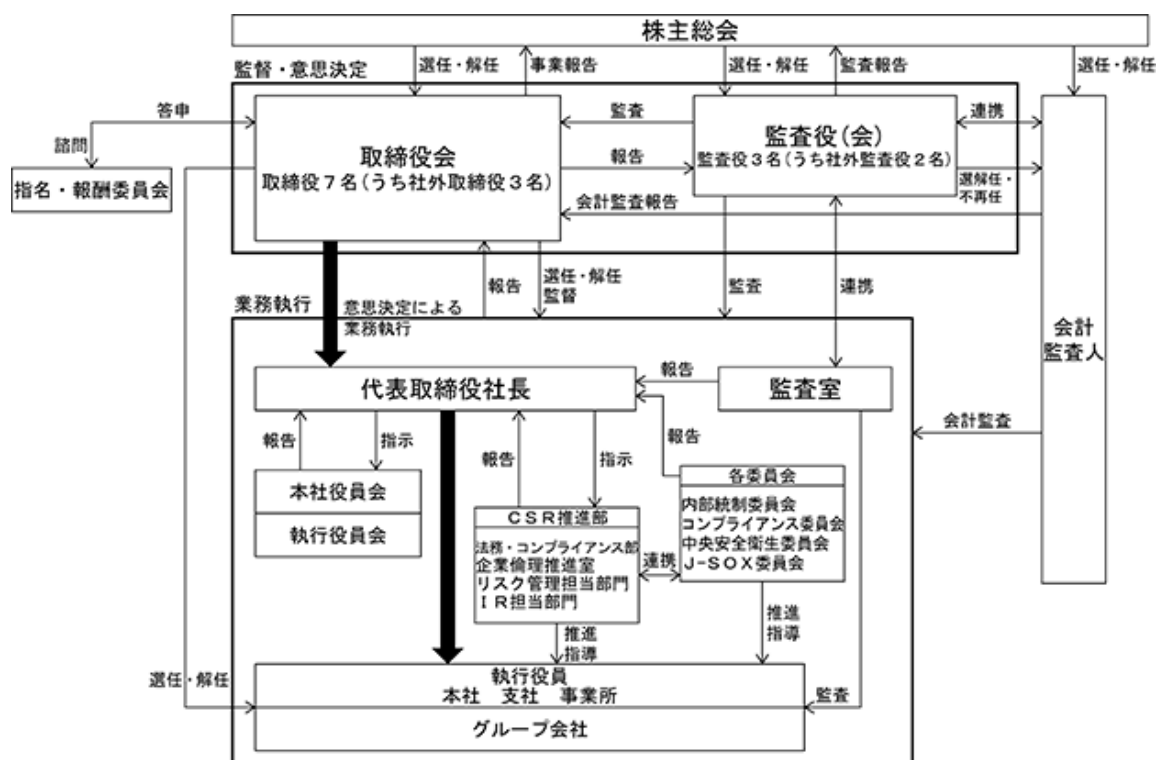 株主総会
監督・意思決定
選任・解任
事業報告
選任・解任
監査報告
選任・解任
答申
諮問
指名・報酬委員会
取締役会
取締役7名(うち社外取締役3名)
監査
報告
監査役(会)
監査役3名(うち社外監査役2名)
連携
選解任・
不再任
会計監査報告
業務執行
意思決定による
業務執行
報告
選任・解任
監督
監査
連携
会計
監査人
代表取締役社長
報告
監査室
会計監査
報告
指示
報告
指示
報告
本社役員会
執行役員会
CSR推進部
法務・コンプライアンス部
企業倫理推進室
リスク管理担当部門
IR担当部門
連携
各委員会
内部統制委員会
コンプライアンス委員会
中央安全衛生委員会
J-SOX委員会
推進
指導
推進
指導
選任・解任
執行役員
本社 支社 事業所
監査
グループ会社